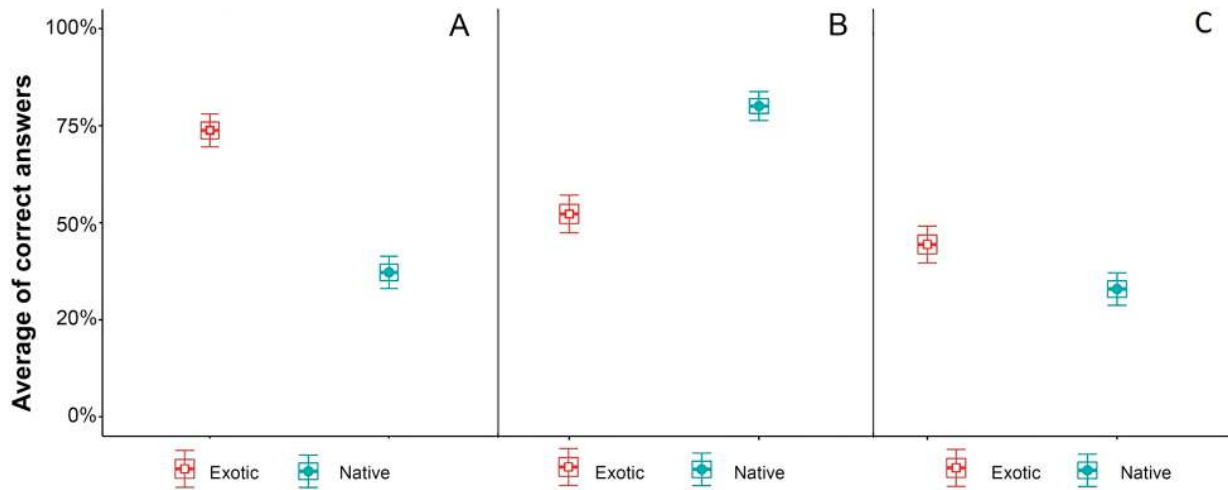 100%
A
B
C
75%
50%
20%
0%
Average of correct answers
Exotic
Native
Exotic
Native
Exotic
Native